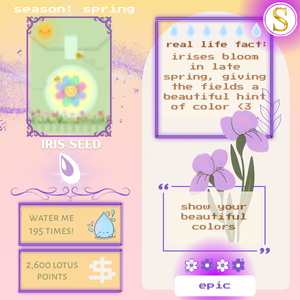 season: spring
S
real life fact:
irises bloom
in late
spring, giving
the fields a
beautiful hint
of color <3
IRIS SEED
WATER ME
195 TIMES!
2,600 LOTUS
POINTS
$
show your
beautiful
colors
epic